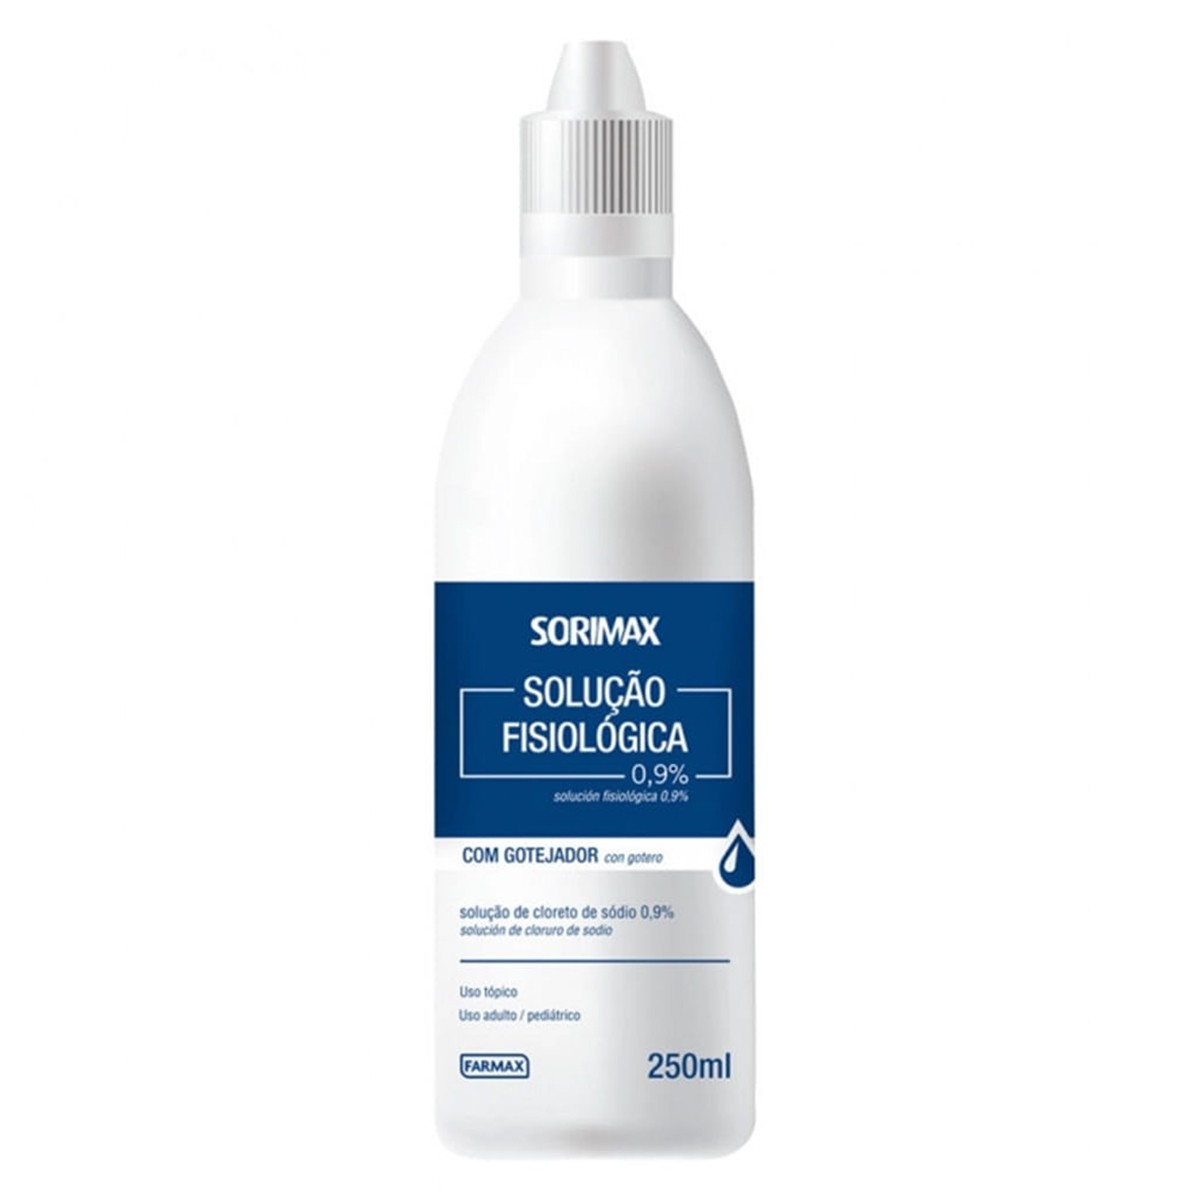 SORIMAX
SOLUÇÃO
FISIOLÓGICA
0,9%
solución fisiológica 0,9%
COM GOTEJADOR con gotero
solução de cloreto de sódio 0,9%
solución de cloruro de sodio
Uso tópico
Uso adulto / pediátrico
FARMAX
250ml